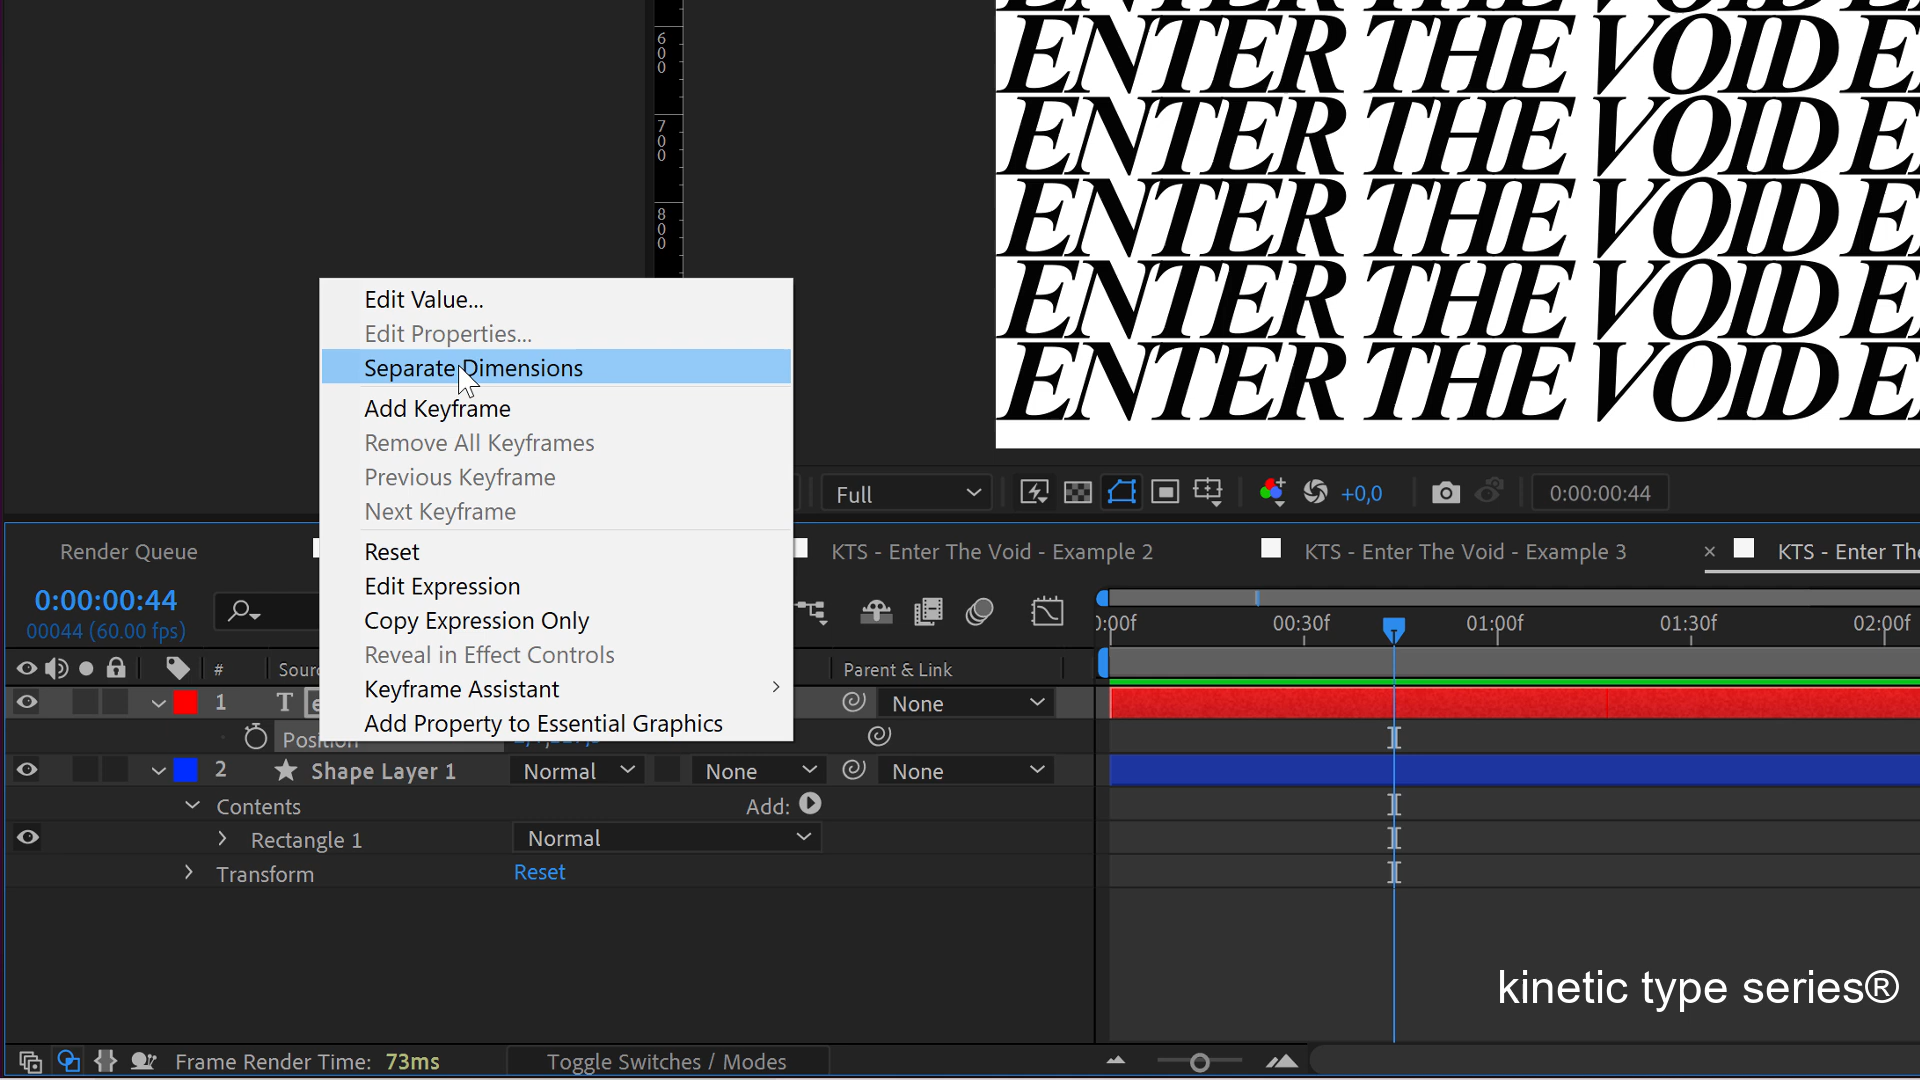 ENTER THE VOID E
ENTER THE VOID E
ENTER THE VOID E
ENTER THE VOID E
ENTER THE VOID E
600
700
800
Edit Value...
Edit Properties...
Separate Dimensions
Add Keyframe
Remove All Keyframes
Previous Keyframe
Next Keyframe
Reset
Edit Expression
Copy Expression Only
Reveal in Effect Controls
Keyframe Assistant
Add Property to Essential Graphics
Full
+0,0
0:00:00:44
Render Queue
KTS - Enter The Void - Example 2
KTS - Enter The Void - Example 3
KTS - Enter The
0:00:00:44
00044 (60.00 fps)
:00f
00:30f
01:00f
01:30f
02:00f
#
Sourc
Parent & Link
1
T
None
Position
2
Shape Layer 1
Normal
None
None
Contents
Add:
Rectangle 1
Normal
Transform
Reset
kinetic type series®
Frame Render Time: 73ms
Toggle Switches / Modes